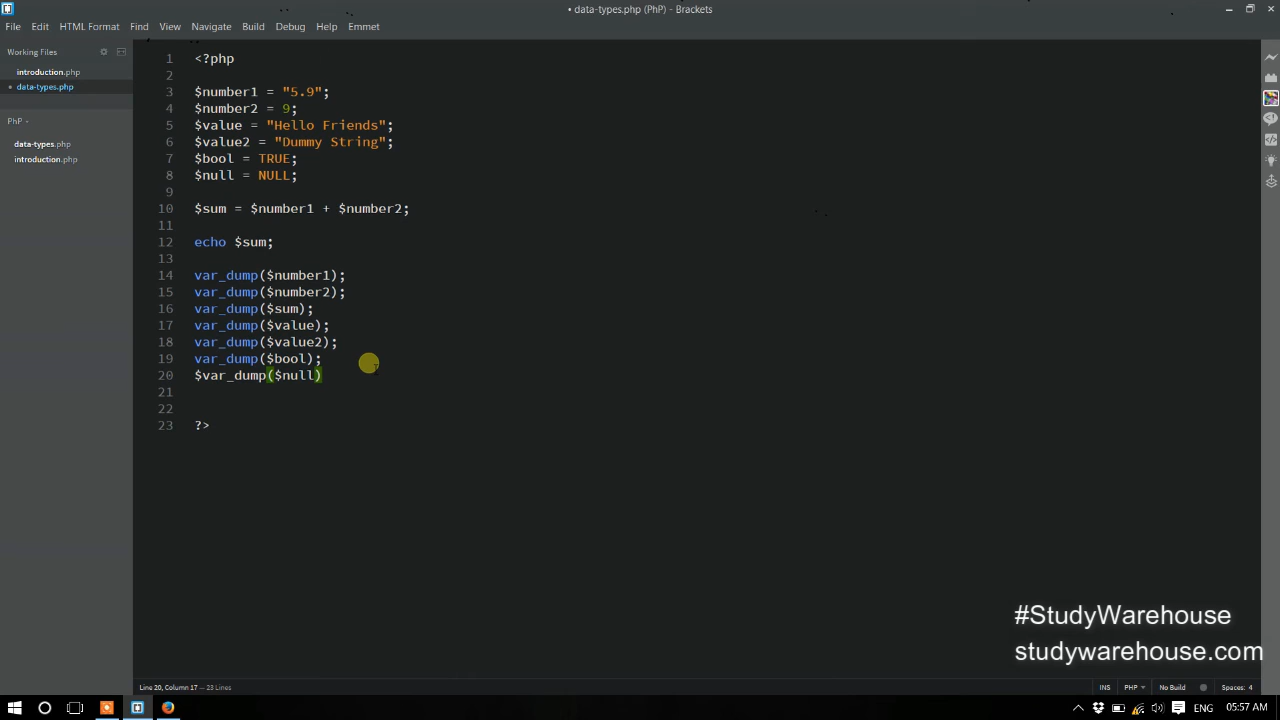 • data-types.php (PhP) - Brackets
File Edit HTML Format Find View Navigate Build Debug Help Emmet
Working Files
introduction.php
• data-types.php
PhP
data-types.php
introduction.php
1 <?php
2
3 $number1 = "5.9";
4 $number2 = 9;
5 $value = "Hello Friends";
6 $value2 = "Dummy String";
7 $bool = TRUE;
8 $null = NULL;
9
10 $sum = $number1 + $number2;
11
12 echo $sum;
13
14 var_dump($number1);
15 var_dump($number2);
16 var_dump($sum);
17 var_dump($value);
18 var_dump($value2);
19 var_dump($bool);
20 $var_dump($null)
21
22
23 ?>
#StudyWarehouse
studywarehouse.com
Line 20, Column 17 — 23 Lines
INS PHP No Build Spaces: 4
ENG 05:57 AM